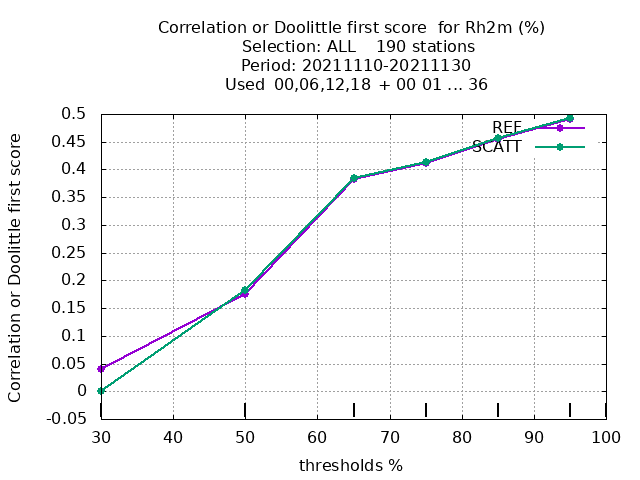 Correlation or Doolittle first score  for Rh2m (%)
Selection: ALL    190 stations
Period: 20211110-20211130
Used  00,06,12,18  + 00 01 ... 36
Correlation or Doolittle first score
0.5
0.45
0.4
0.35
0.3
0.25
0.2
0.15
0.1
0.05
0
-0.05
REF
SCATT
30 40 50 60 70 80 90 100
thresholds %